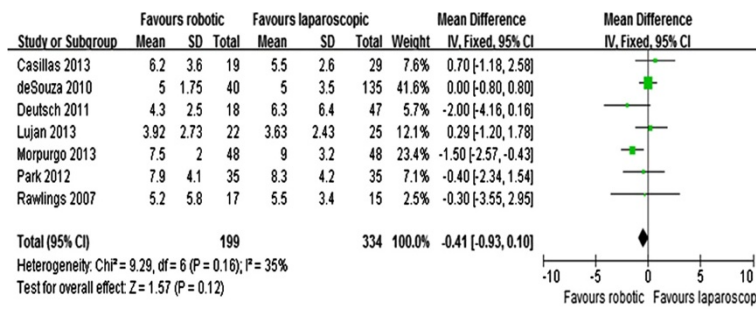 Favours robotic Favours laparoscopic Mean Difference Mean Difference
Study or Subgroup Mean SD Total Mean SD Total Weight IV, Fixed, 95% CI IV, Fixed, 95% CI
Casillas 2013 6.2 3.6 19 5.5 2.6 29 7.6% 0.70 [-1.18, 2.58]
deSouza 2010 5 1.75 40 5 3.5 135 41.6% 0.00 [-0.80, 0.80]
Deutsch 2011 4.3 2.5 18 6.3 6.4 47 5.7% -2.00 [-4.16, 0.16]
Lujan 2013 3.92 2.73 22 3.63 2.43 25 12.1% 0.29 [-1.20, 1.78]
Morpurgo 2013 7.5 2 48 9 3.2 48 23.4% -1.50 [-2.57, -0.43]
Park 2012 7.9 4.1 35 8.3 4.2 35 7.1% -0.40 [-2.34, 1.54]
Rawlings 2007 5.2 5.8 17 5.5 3.4 15 2.5% -0.30 [-3.55, 2.95]
Total (95% CI) 199 334 100.0% -0.41 [-0.93, 0.10]
Heterogeneity: Chi² = 9.29, df = 6 (P = 0.16); I² = 35%
Test for overall effect: Z = 1.57 (P = 0.12)
-10 -5 0 5 10
Favours robotic Favours laparoscop